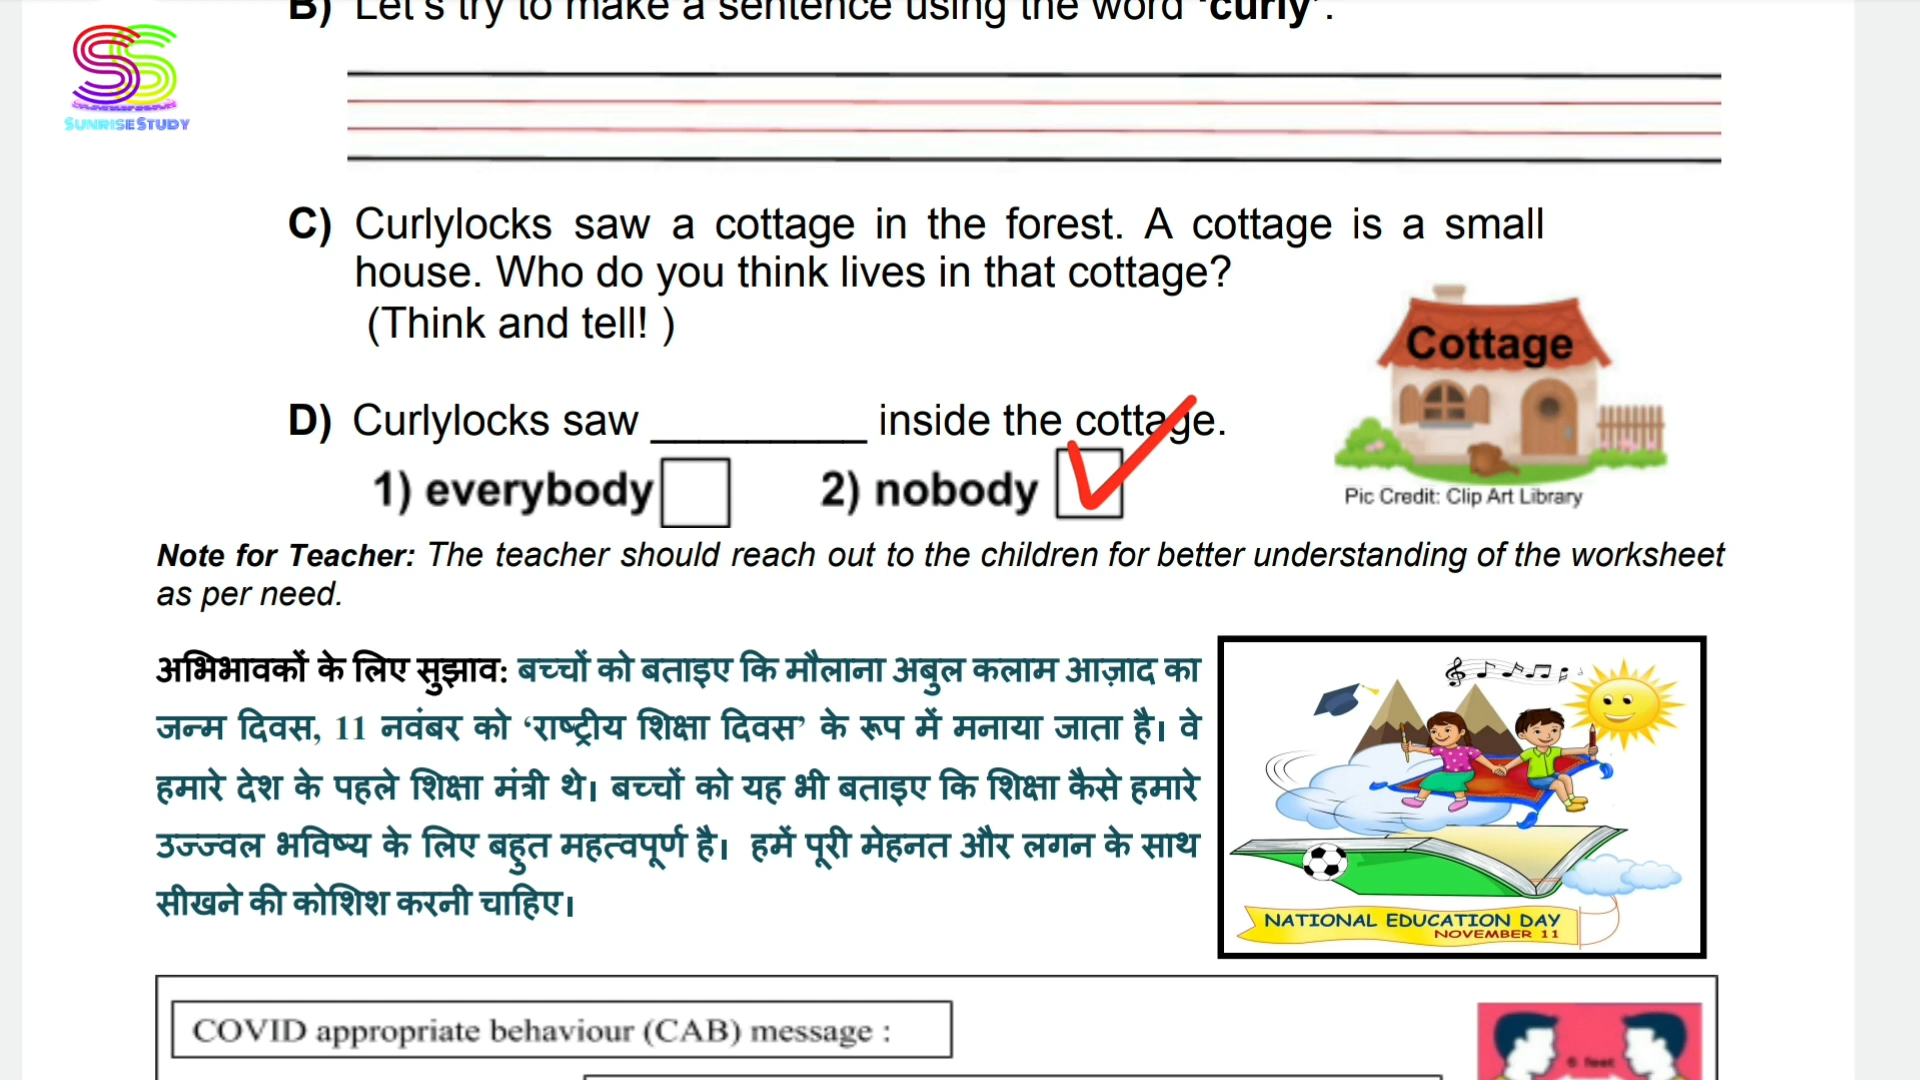 B) Let's try to make a sentence using the word 'curly'.
SS
SUNRISE STUDY
C) Curlylocks saw a cottage in the forest. A cottage is a small
house. Who do you think lives in that cottage?
(Think and tell! )
Cottage
D) Curlylocks saw _________ inside the cottage.
1) everybody 2) nobody
Pic Credit: Clip Art Library
Note for Teacher: The teacher should reach out to the children for better understanding of the worksheet
as per need.
अभिभावकों के लिए सुझाव: बच्चों को बताइए कि मौलाना अबुल कलाम आज़ाद का
जन्म दिवस, 11 नवंबर को ‘राष्ट्रीय शिक्षा दिवस’ के रूप में मनाया जाता है। वे
हमारे देश के पहले शिक्षा मंत्री थे। बच्चों को यह भी बताइए कि शिक्षा कैसे हमारे
उज्ज्वल भविष्य के लिए बहुत महत्वपूर्ण है। हमें पूरी मेहनत और लगन के साथ
सीखने की कोशिश करनी चाहिए।
NATIONAL EDUCATION DAY
NOVEMBER 11
COVID appropriate behaviour (CAB) message :
6 feet